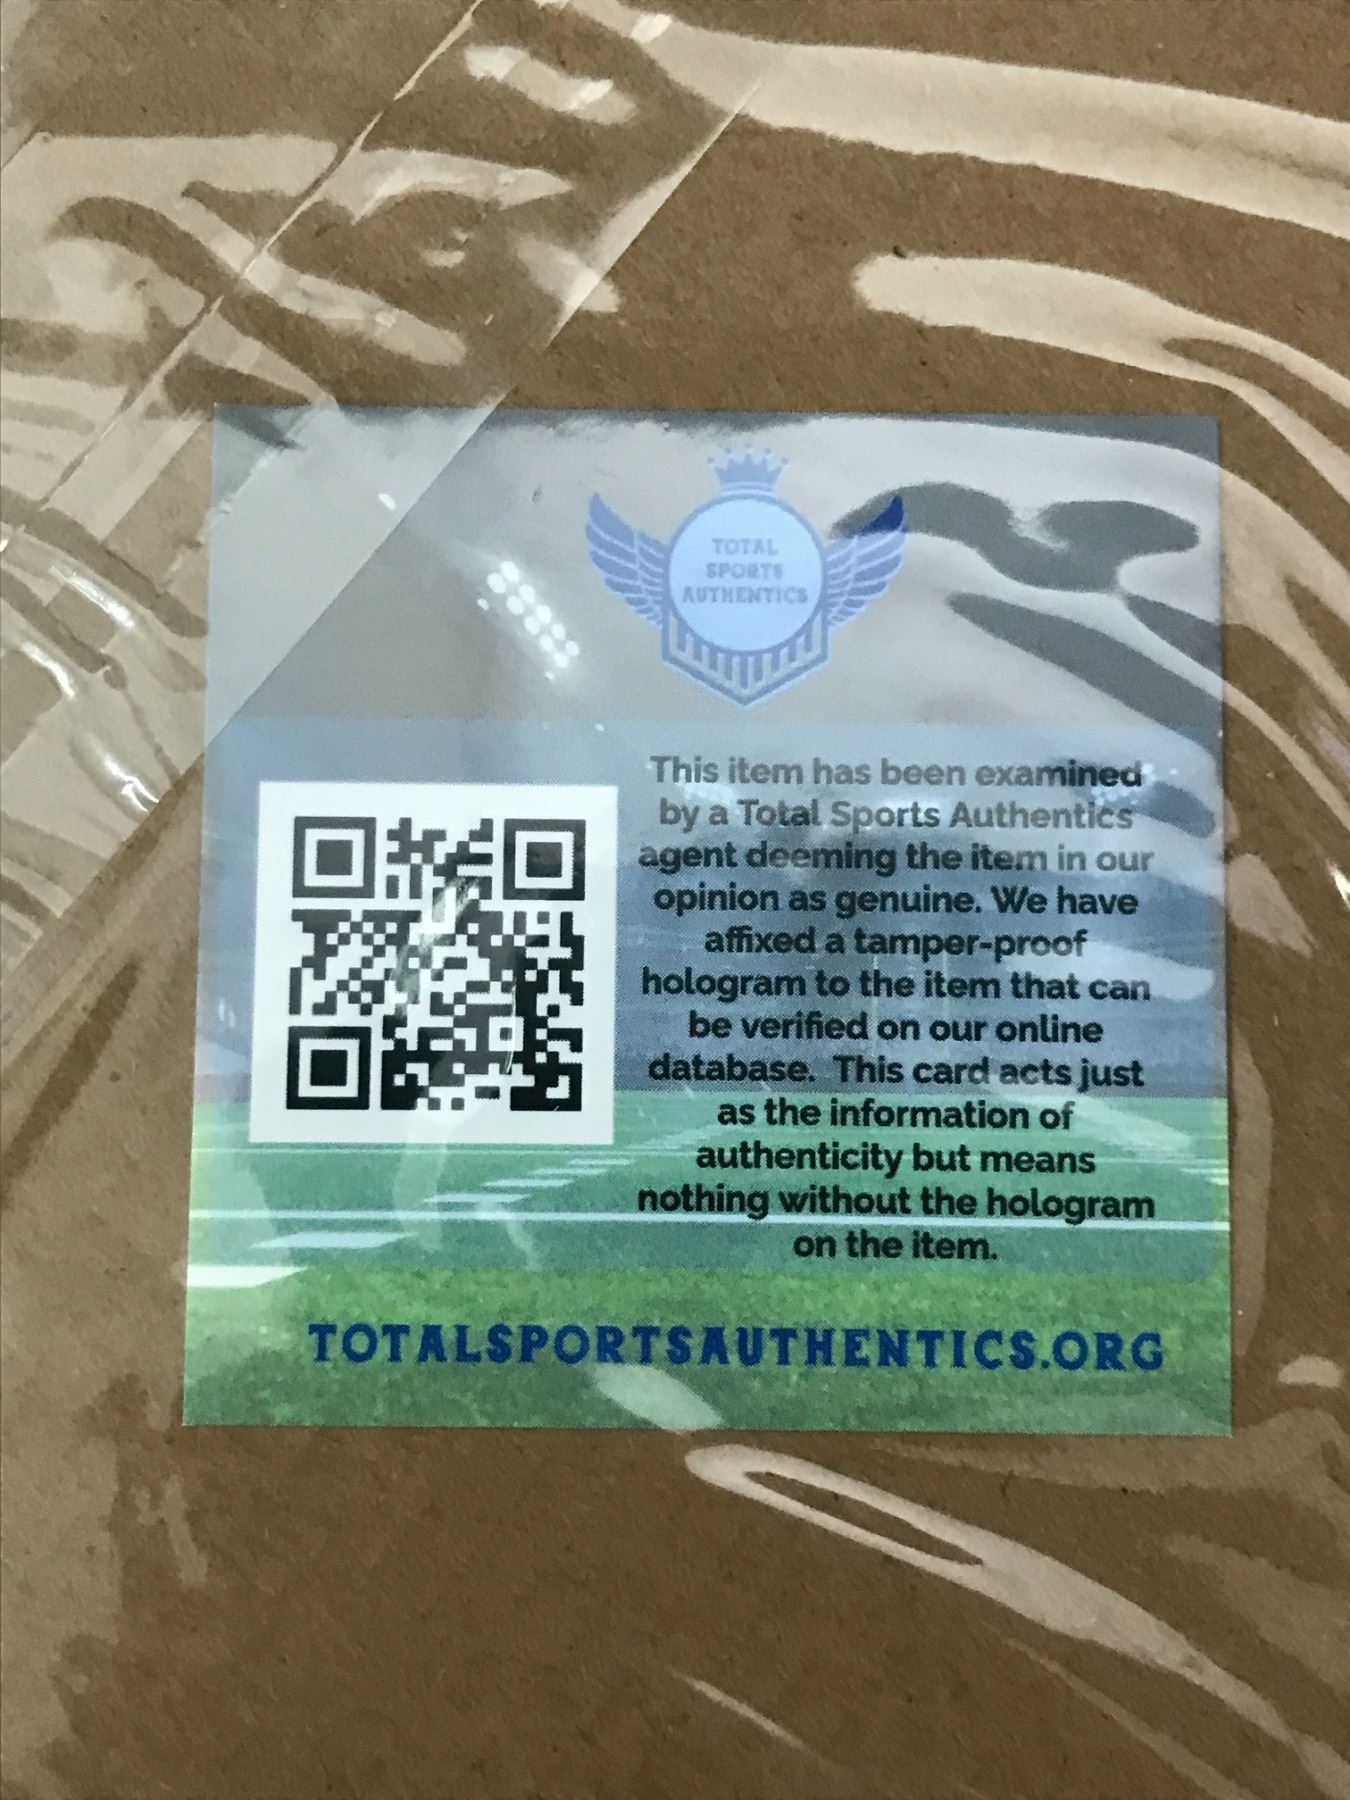 TOTAL
SPORTS
AUTHENTICS
This item has been examined
by a Total Sports Authentics
agent deeming the item in our
opinion as genuine. We have
affixed a tamper-proof
hologram to the item that can
be verified on our online
database. This card acts just
as the information of
authenticity but means
nothing without the hologram
on the item.
TOTALSPORTSAUTHENTICS.ORG